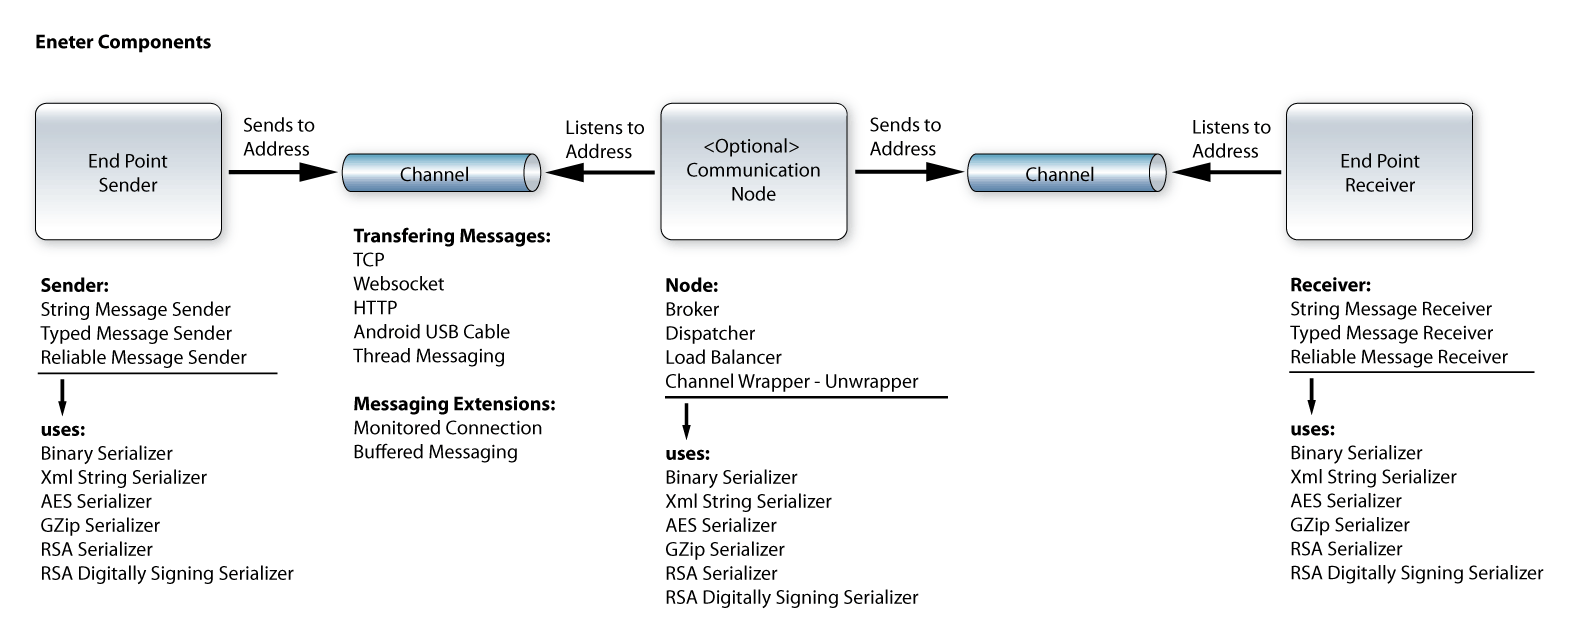 Eneter Components
End Point
Sender
Sends to
Address
Channel
Listens to
Address
<Optional>
Communication
Node
Sends to
Address
Channel
Listens to
Address
End Point
Receiver
Sender:
String Message Sender
Typed Message Sender
Reliable Message Sender
uses:
Binary Serializer
Xml String Serializer
AES Serializer
GZip Serializer
RSA Serializer
RSA Digitally Signing Serializer
Transfering Messages:
TCP
Websocket
HTTP
Android USB Cable
Thread Messaging
Messaging Extensions:
Monitored Connection
Buffered Messaging
Node:
Broker
Dispatcher
Load Balancer
Channel Wrapper - Unwrapper
uses:
Binary Serializer
Xml String Serializer
AES Serializer
GZip Serializer
RSA Serializer
RSA Digitally Signing Serializer
Receiver:
String Message Receiver
Typed Message Receiver
Reliable Message Receiver
uses:
Binary Serializer
Xml String Serializer
AES Serializer
GZip Serializer
RSA Serializer
RSA Digitally Signing Serializer